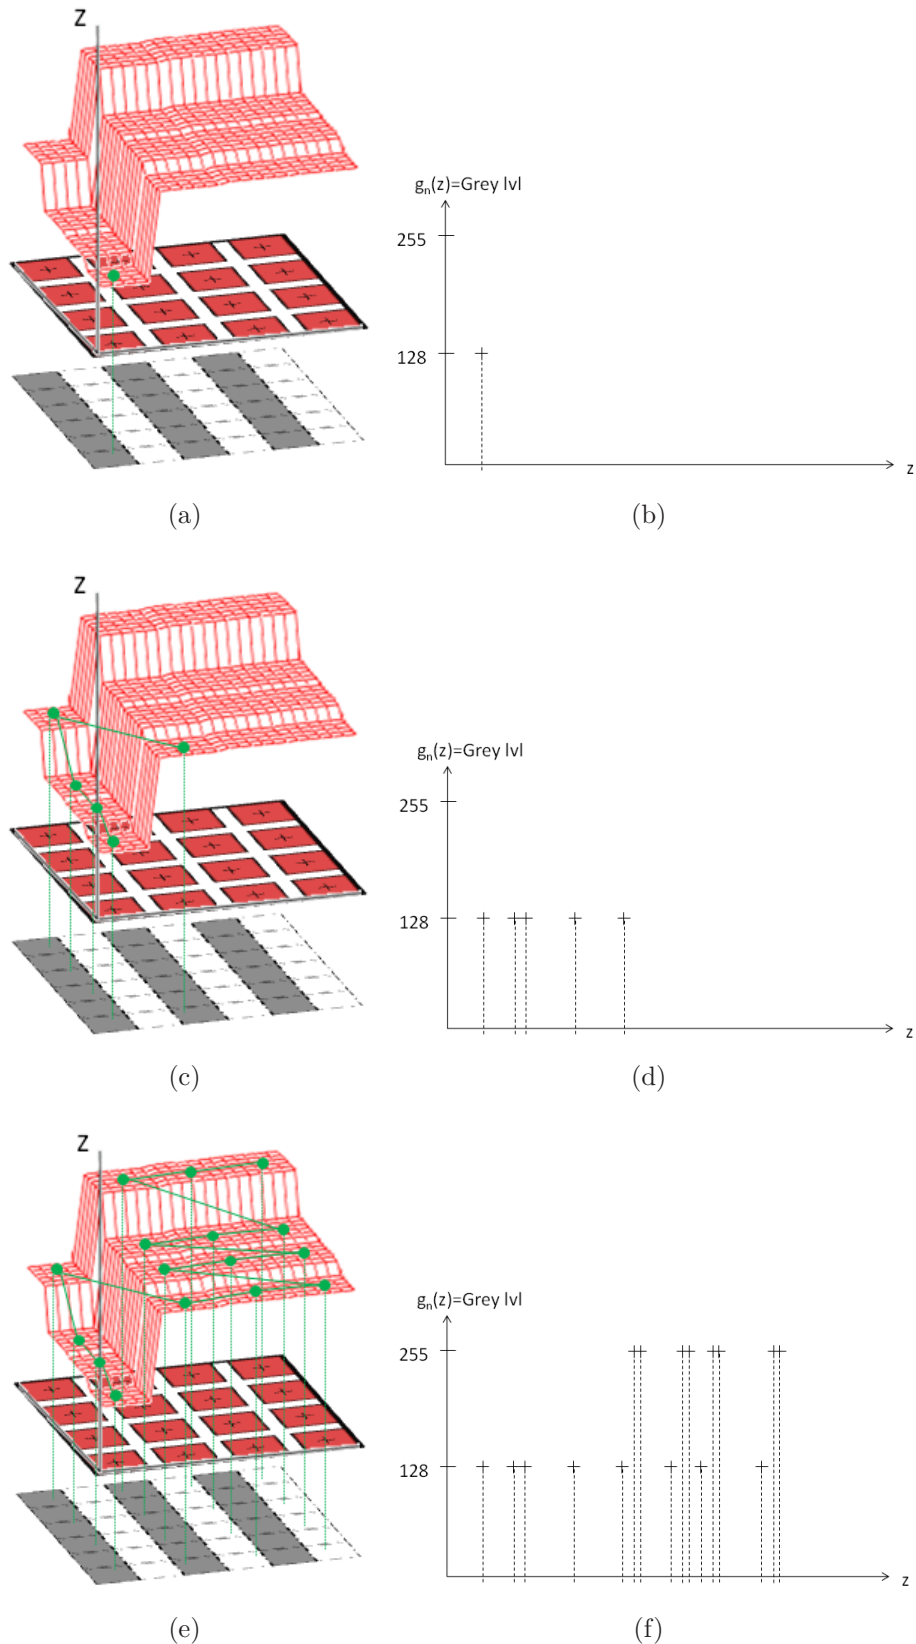 Z
gn(z)=Grey lvl
255
128
z
(a)
(b)
Z
gn(z)=Grey lvl
255
128
z
(c)
(d)
Z
gn(z)=Grey lvl
255
128
z
(e)
(f)